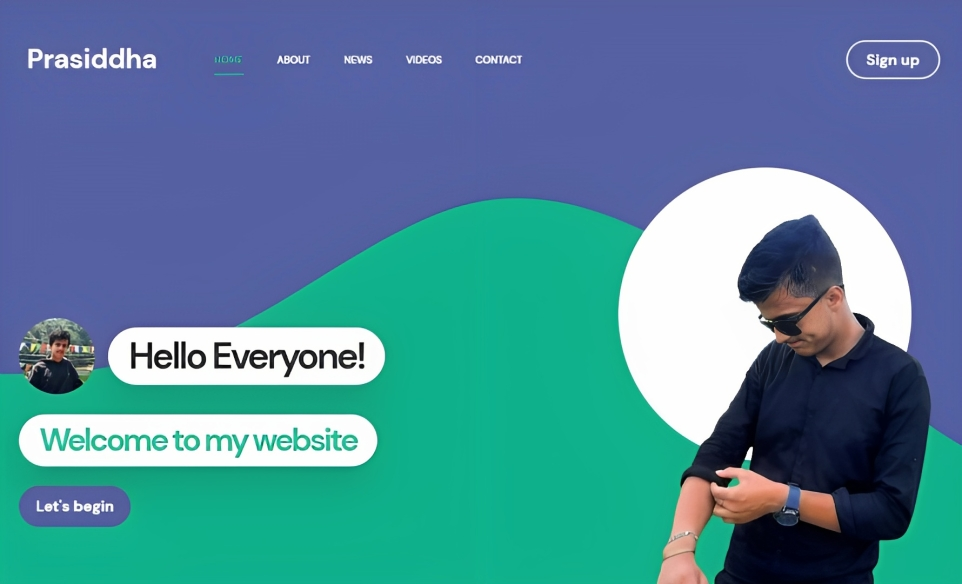 Prasiddha HOME ABOUT NEWS VIDEOS CONTACT Sign up
Hello Everyone!
Welcome to my website
Let's begin